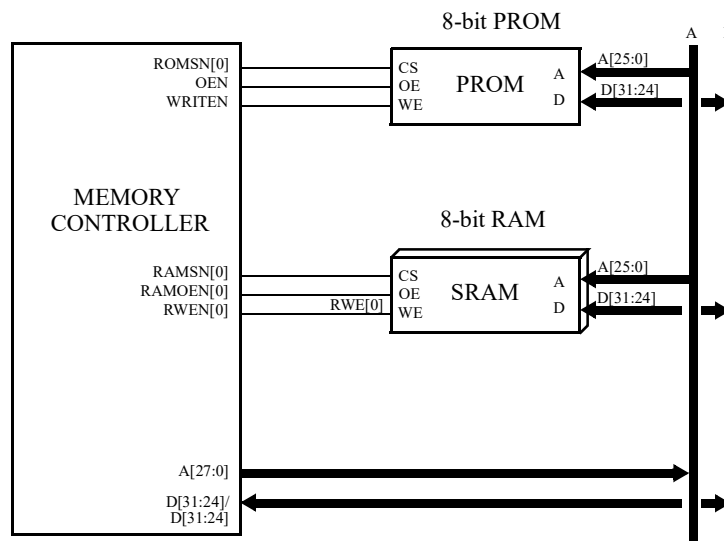 8-bit PROM
A
ROMSN[0]
OEN
WRITEN
CS
OE
WE
PROM
A
D
A[25:0]
D[31:24]
MEMORY
CONTROLLER
8-bit RAM
RAMSN[0]
RAMOEN[0]
RWEN[0]
RWE[0]
CS
OE
WE
SRAM
A
D
A[25:0]
D[31:24]
A[27:0]
D[31:24]/
D[31:24]